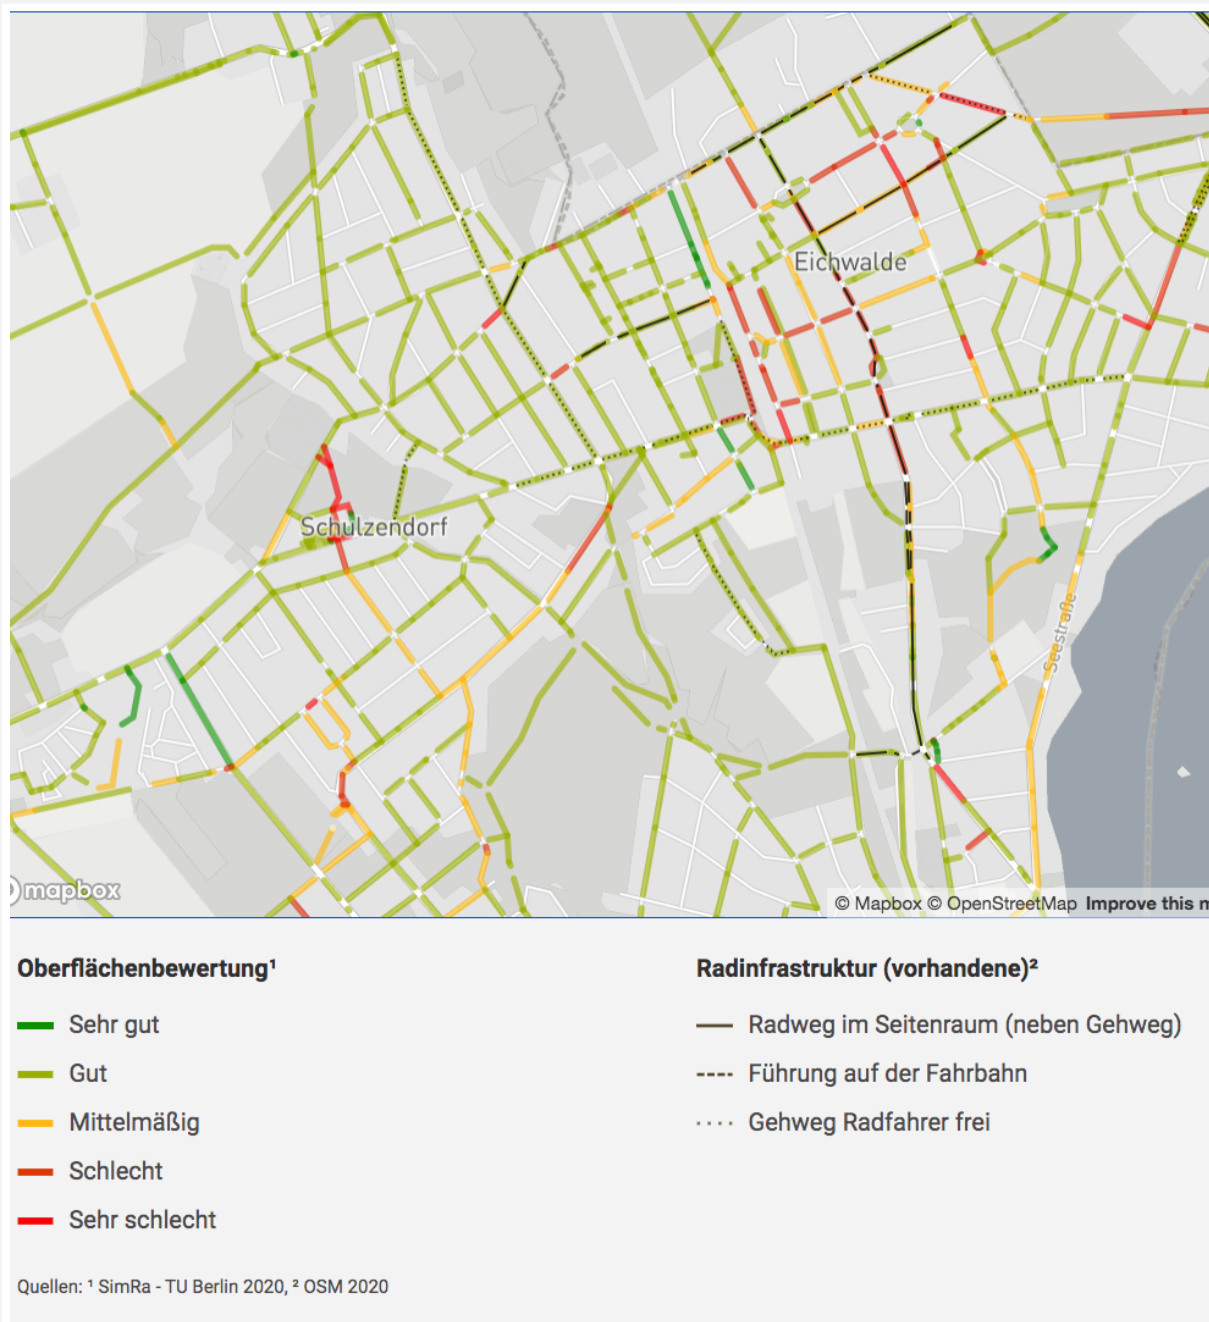 Eichwalde
Schulzendorf
Seestraße
mapbox
© Mapbox © OpenStreetMap Improve this m
Oberflächenbewertung¹
Sehr gut
Gut
Mittelmäßig
Schlecht
Sehr schlecht
Radinfrastruktur (vorhandene)²
Radweg im Seitenraum (neben Gehweg)
Führung auf der Fahrbahn
Gehweg Radfahrer frei
Quellen: ¹ SimRa - TU Berlin 2020, ² OSM 2020